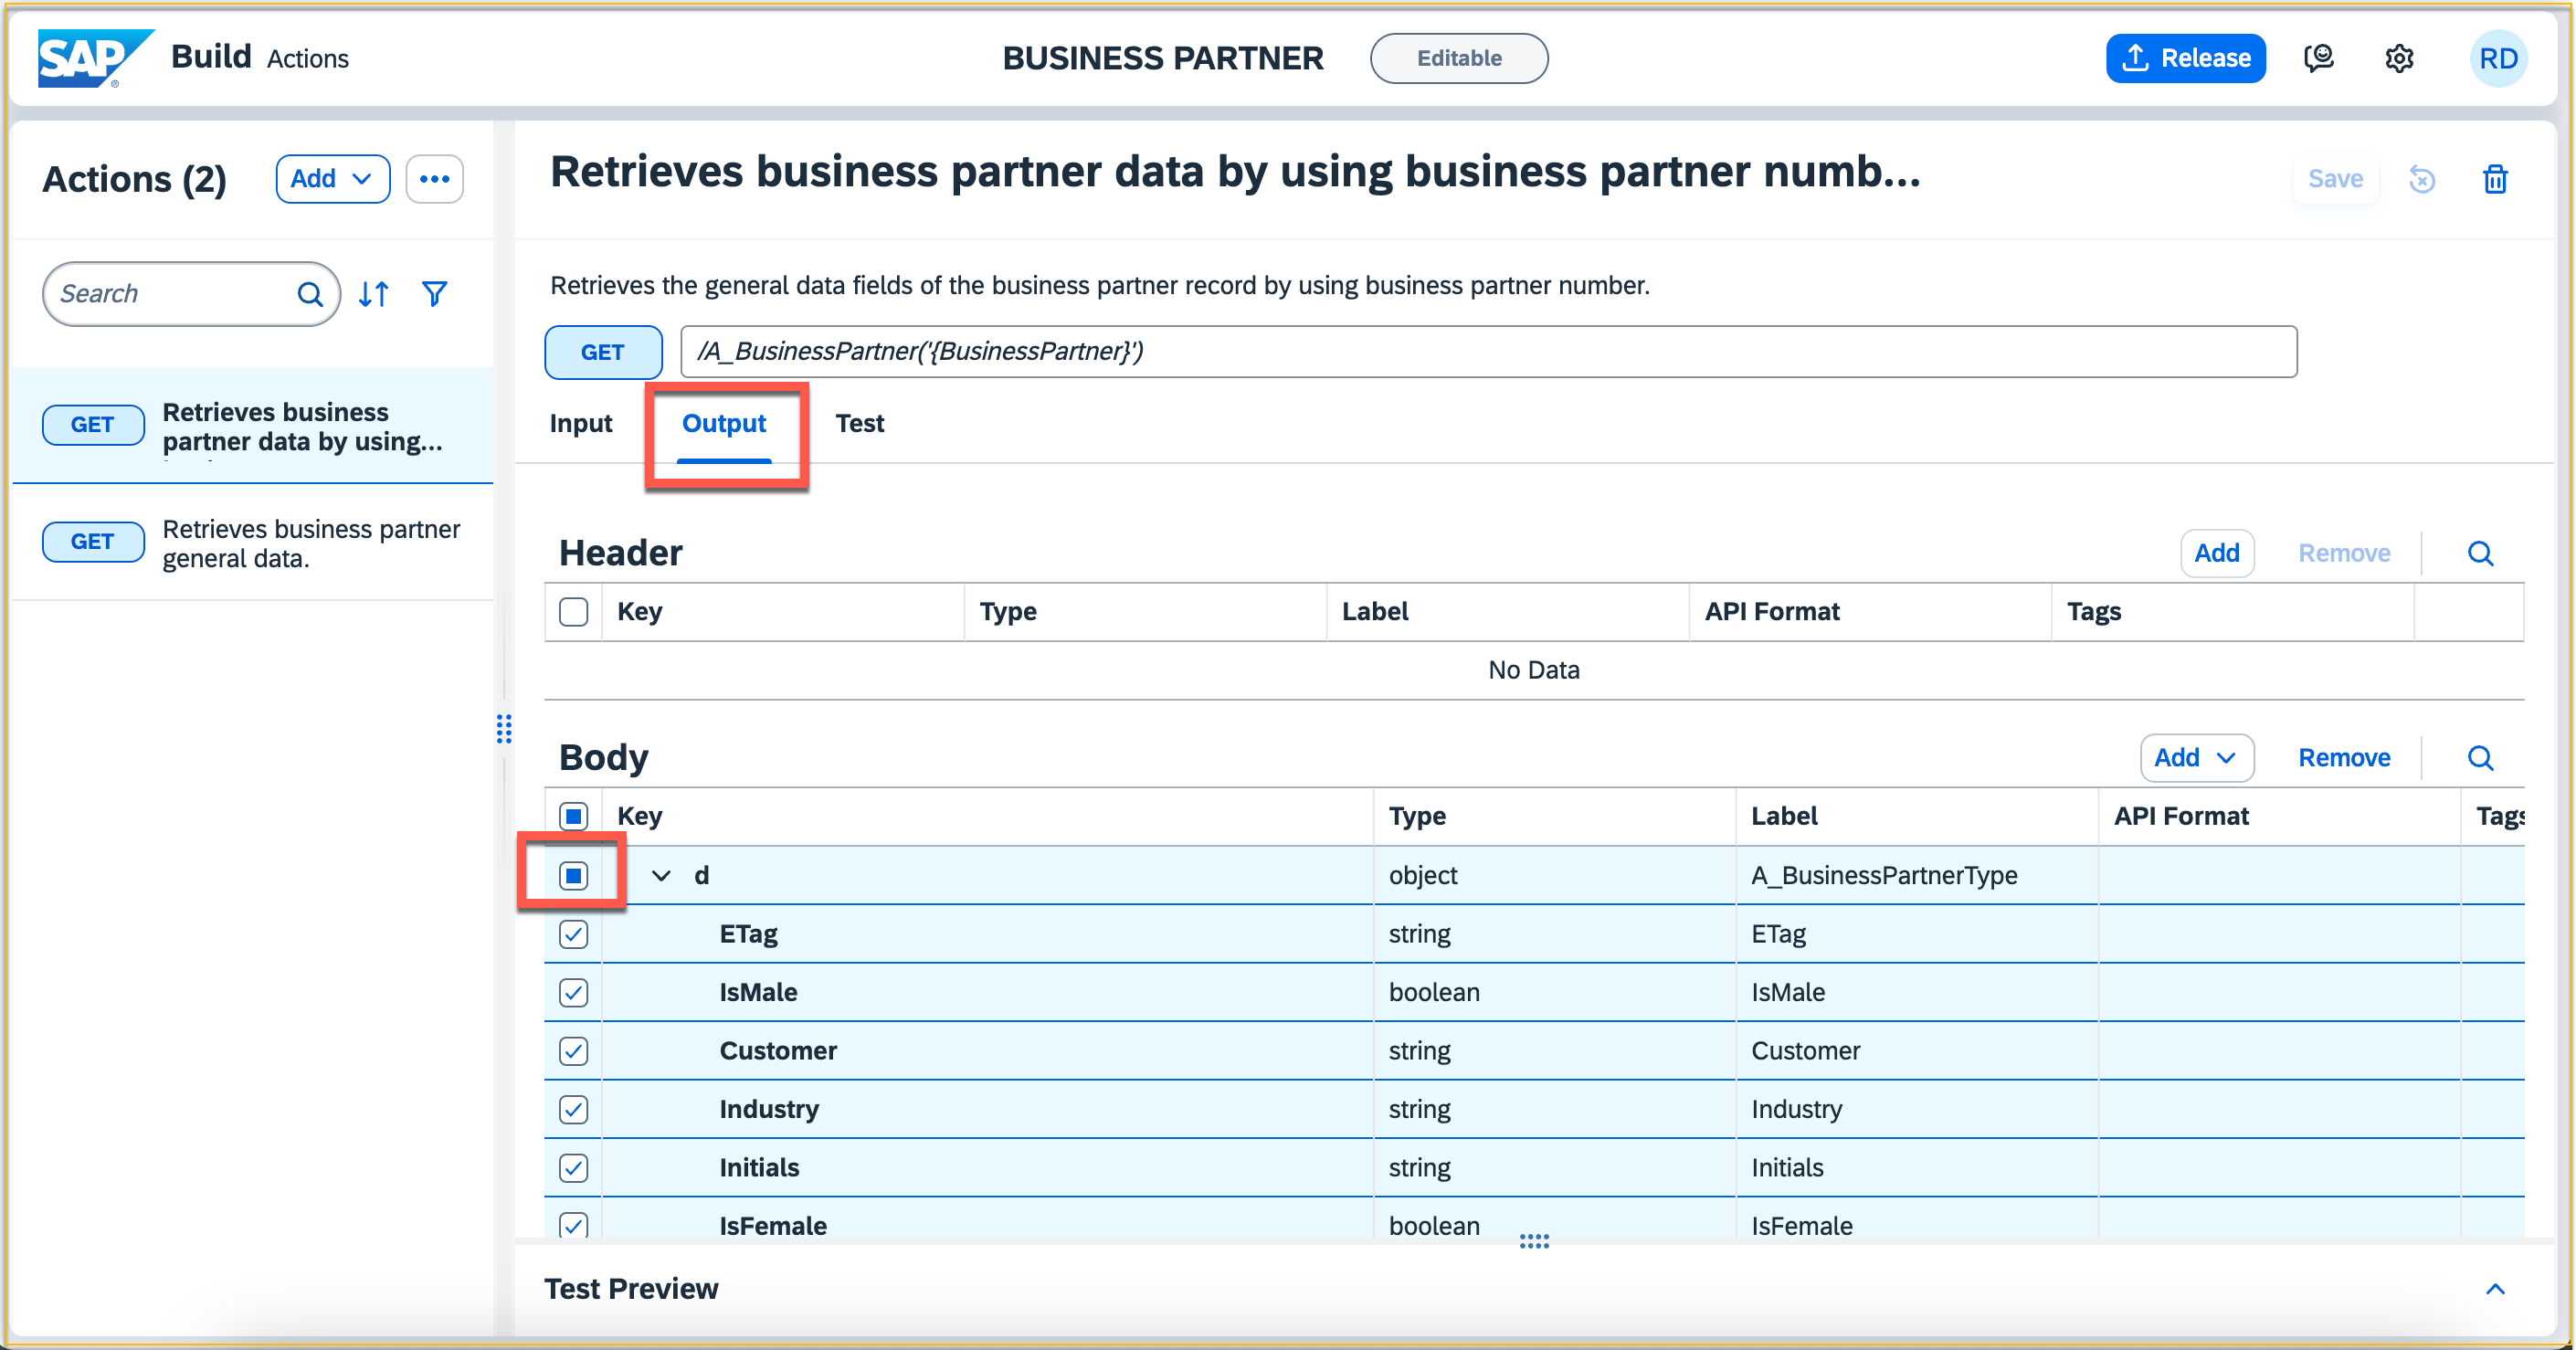 SAP ®
Build Actions
BUSINESS PARTNER
Editable
Release
RD
Actions (2)
Add
Search
GET
Retrieves business
partner data by using...
GET
Retrieves business partner
general data.
Retrieves business partner data by using business partner numb...
Save
Retrieves the general data fields of the business partner record by using business partner number.
GET
/A_BusinessPartner('{BusinessPartner}')
Input Output Test
Header
Add Remove
Key Type Label API Format Tags
No Data
Body
Add Remove
Key Type Label API Format Tags
d object A_BusinessPartnerType
ETag string ETag
IsMale boolean IsMale
Customer string Customer
Industry string Industry
Initials string Initials
IsFemale boolean IsFemale
Test Preview